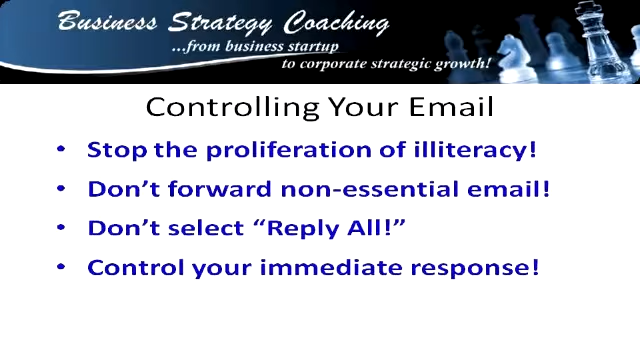 Business Strategy Coaching
...from business startup
to corporate strategic growth!
Controlling Your Email
• Stop the proliferation of illiteracy!
• Don’t forward non-essential email!
• Don’t select “Reply All!”
• Control your immediate response!